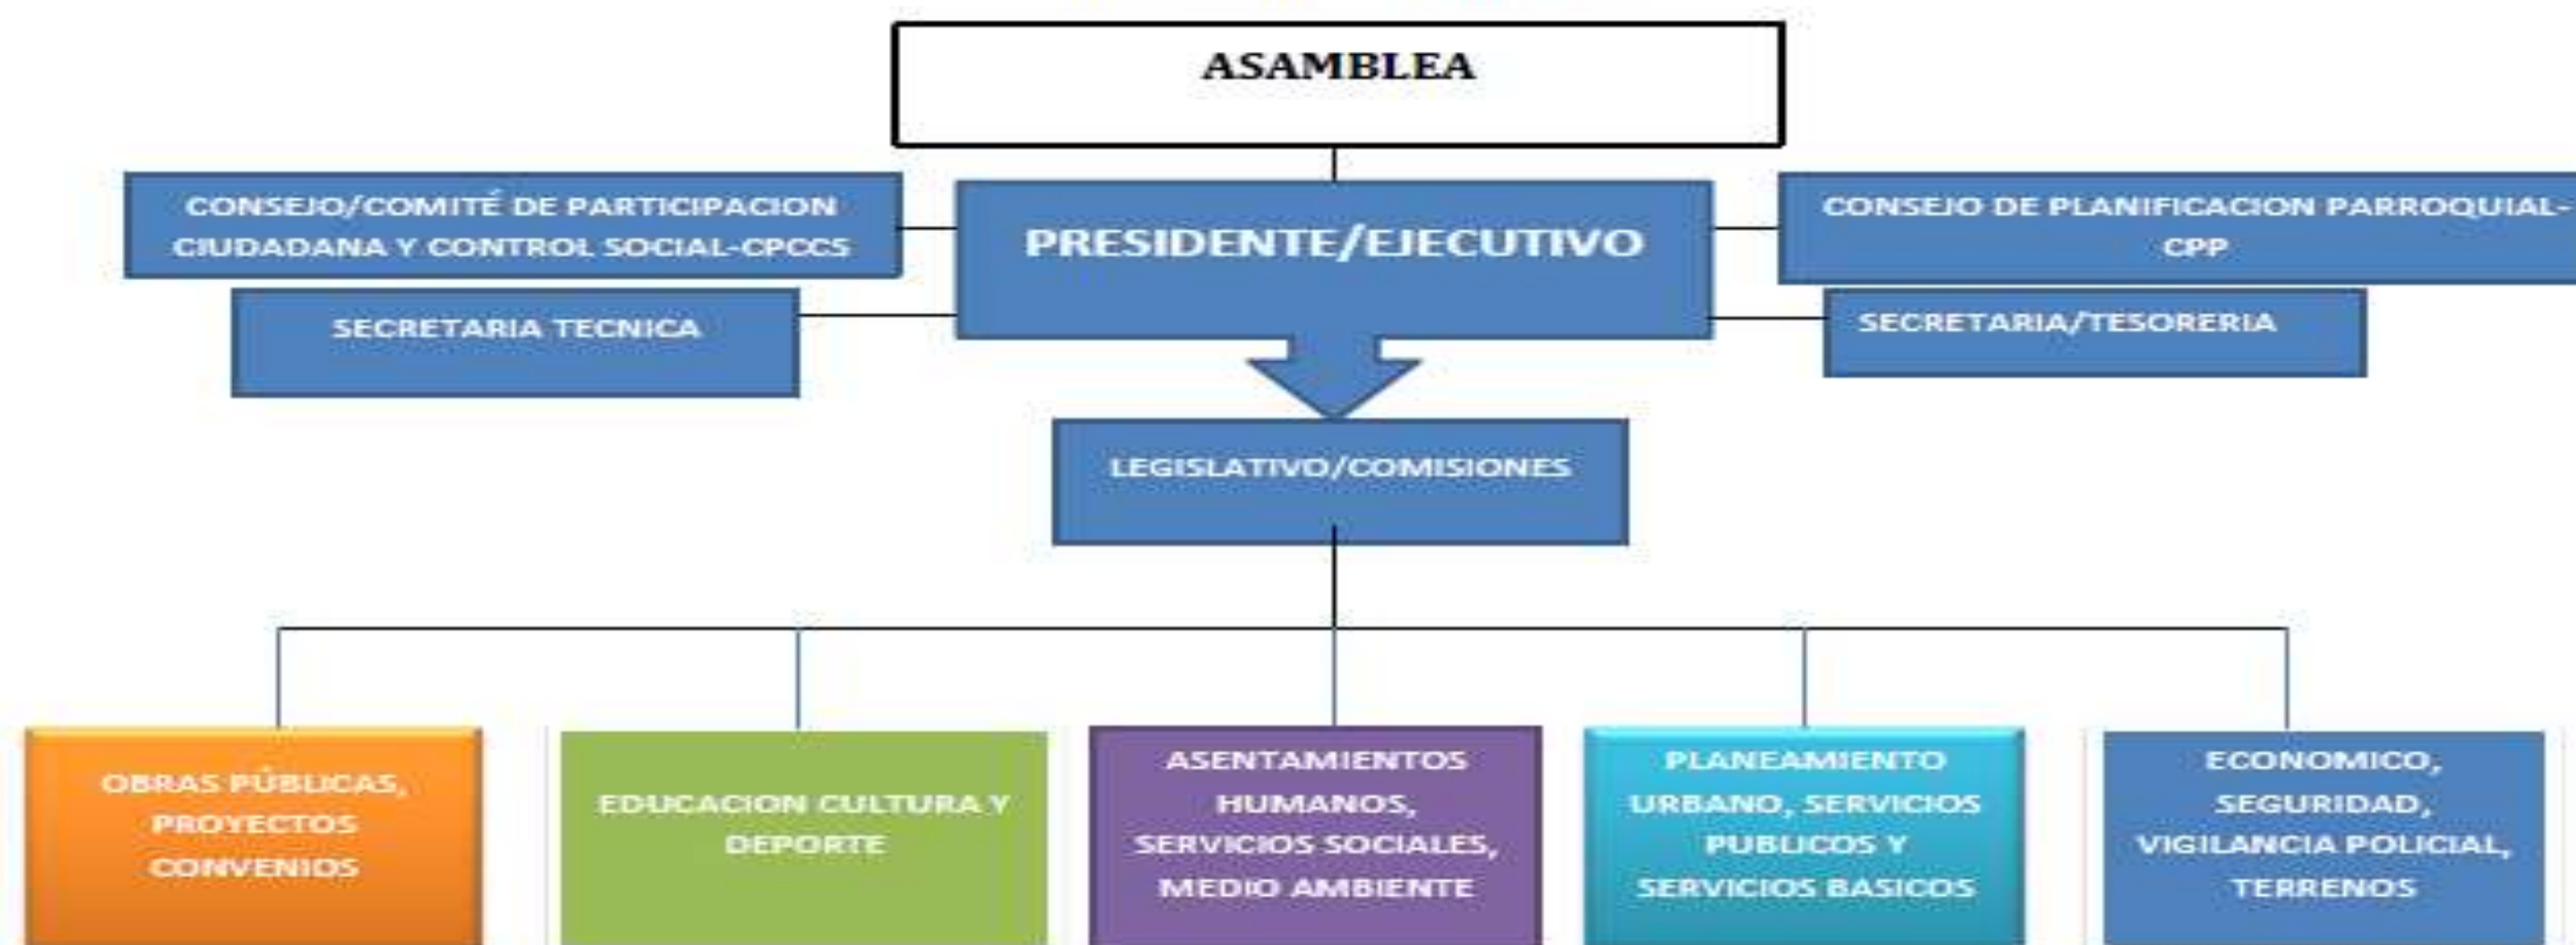 ASAMBLEA
CONSEJO/COMITÉ DE PARTICIPACION
CIUDADANA Y CONTROL SOCIAL-CPCCS
PRESIDENTE/EJECUTIVO
CONSEJO DE PLANIFICACION PARROQUIAL-
CPP
SECRETARIA TECNICA
SECRETARIA/TESORERIA
LEGISLATIVO/COMISIONES
OBRAS PÚBLICAS,
PROYECTOS
CONVENIOS
EDUCACION CULTURA Y
DEPORTE
ASENTAMIENTOS
HUMANOS,
SERVICIOS SOCIALES,
MEDIO AMBIENTE
PLANEAMIENTO
URBANO, SERVICIOS
PUBLICOS Y
SERVICIOS BASICOS
ECONOMICO,
SEGURIDAD,
VIGILANCIA POLICIAL,
TERRENOS